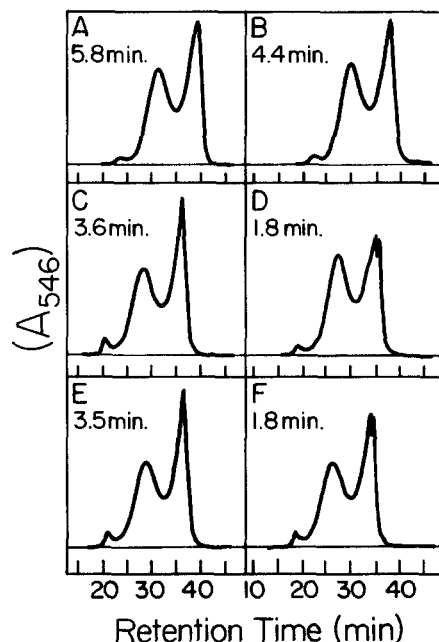 A
5.8 min.
B
4.4 min.
C
3.6 min.
D
1.8 min.
E
3.5 min.
F
1.8 min.
(A546)
20 30 40 10 20 30 40
Retention Time (min)